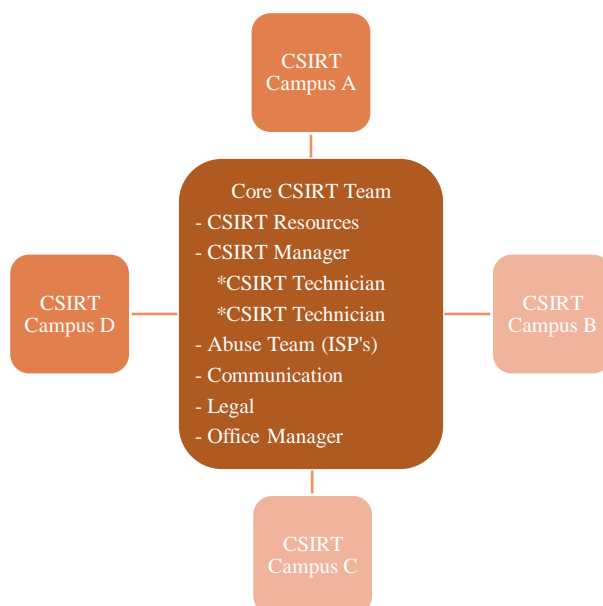 CSIRT
Campus A
Core CSIRT Team
- CSIRT Resources
- CSIRT Manager
*CSIRT Technician
*CSIRT Technician
- Abuse Team (ISP's)
- Communication
- Legal
- Office Manager
CSIRT
Campus D
CSIRT
Campus B
CSIRT
Campus C